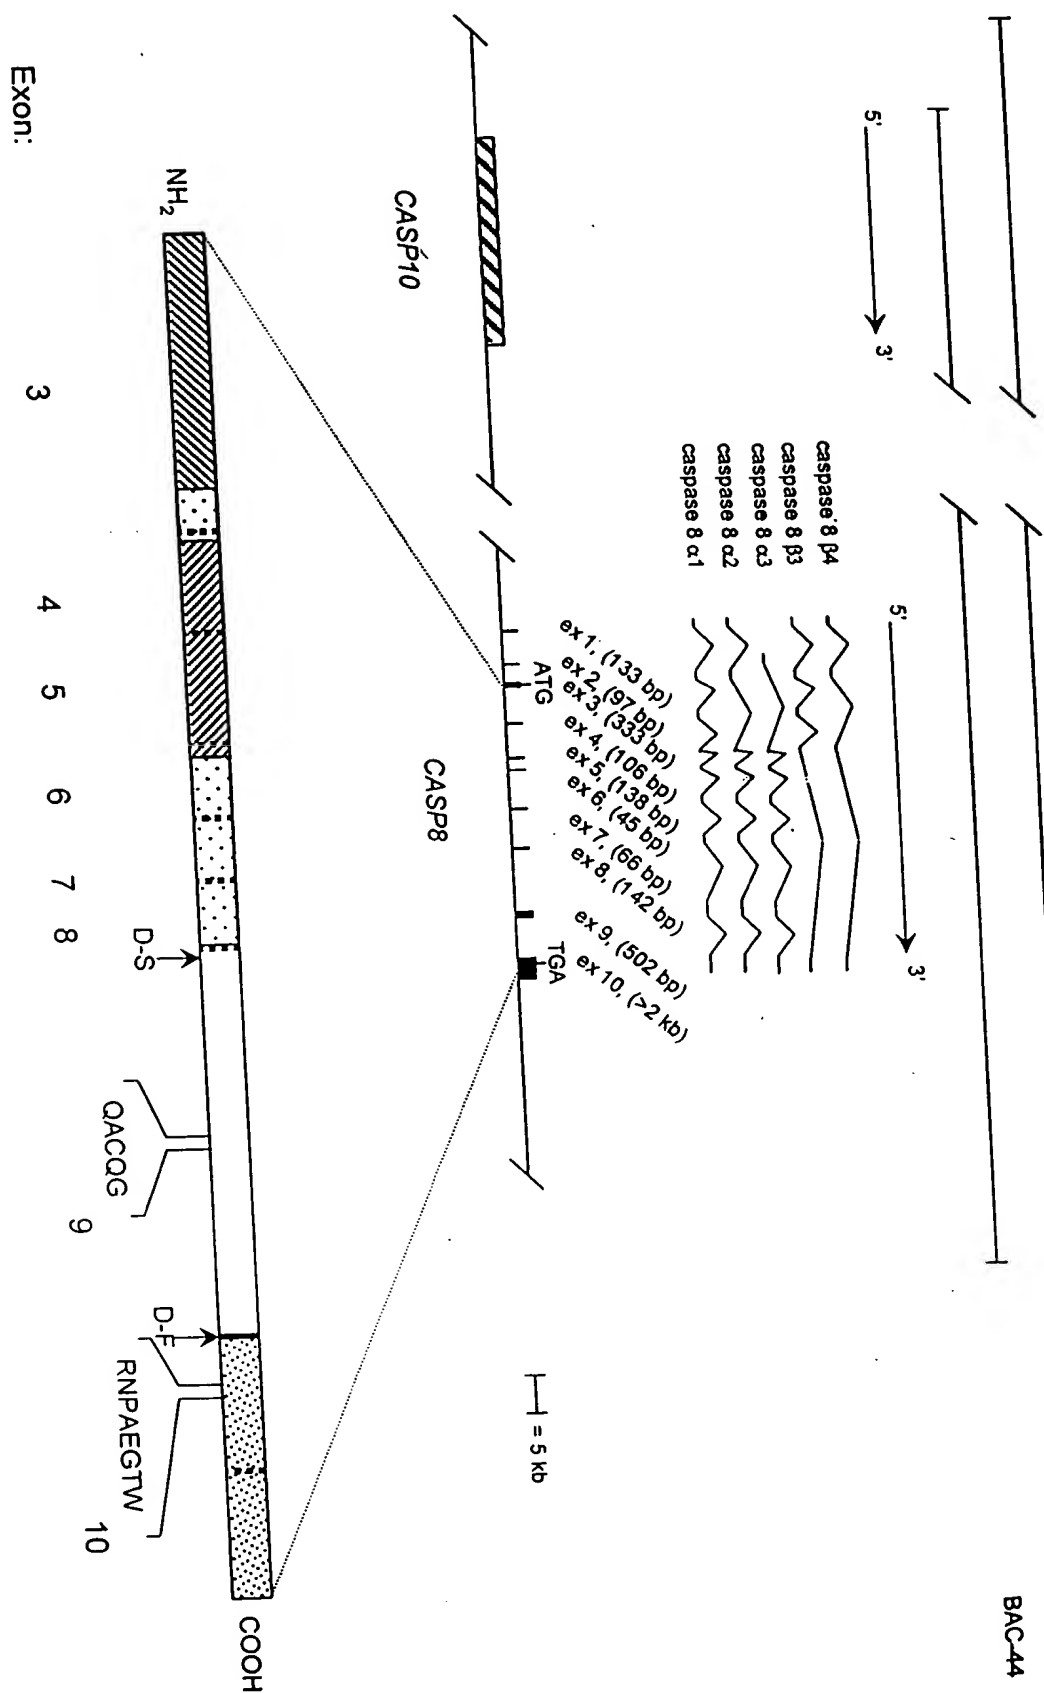 BAC-44
5'
3'
5'
3'
caspase 8 β4
caspase 8 β3
caspase 8 α3
caspase 8 α2
caspase 8 α1
ex 1, (133 bp)
ex 2, (97 bp)
ex 3, (333 bp)
ex 4, (106 bp)
ex 5, (138 bp)
ex 6, (45 bp)
ex 7, (66 bp)
ex 8, (142 bp)
ex 9, (502 bp)
ex 10, (>2 kb)
ATG
TGA
= 5 kb
CASP10
CASP8
NH2
COOH
D-S
QACQG
D-F
RNPAEGTW
Exon:
3
4
5
6
7
8
9
10